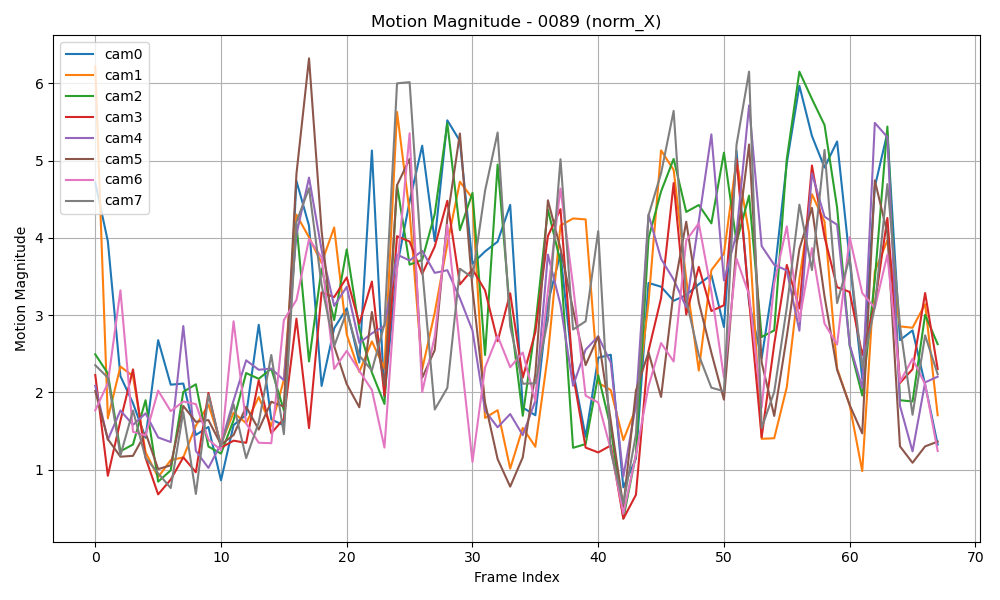 Motion Magnitude - 0089 (norm_X)
cam0
cam1
cam2
cam3
cam4
cam5
cam6
cam7
Motion Magnitude
6
5
4
3
2
1
0 10 20 30 40 50 60 70
Frame Index